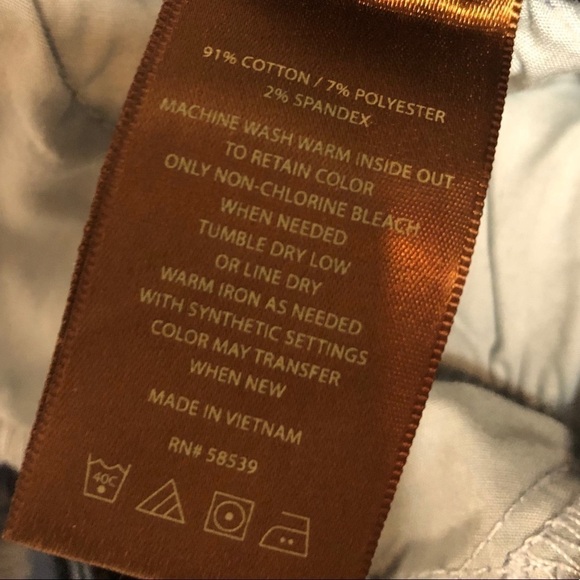 91% COTTON / 7% POLYESTER
2% SPANDEX
MACHINE WASH WARM INSIDE OUT
TO RETAIN COLOR
ONLY NON-CHLORINE BLEACH
WHEN NEEDED
TUMBLE DRY LOW
OR LINE DRY
WARM IRON AS NEEDED
WITH SYNTHETIC SETTINGS
COLOR MAY TRANSFER
WHEN NEW
MADE IN VIETNAM
RN# 58539
40C